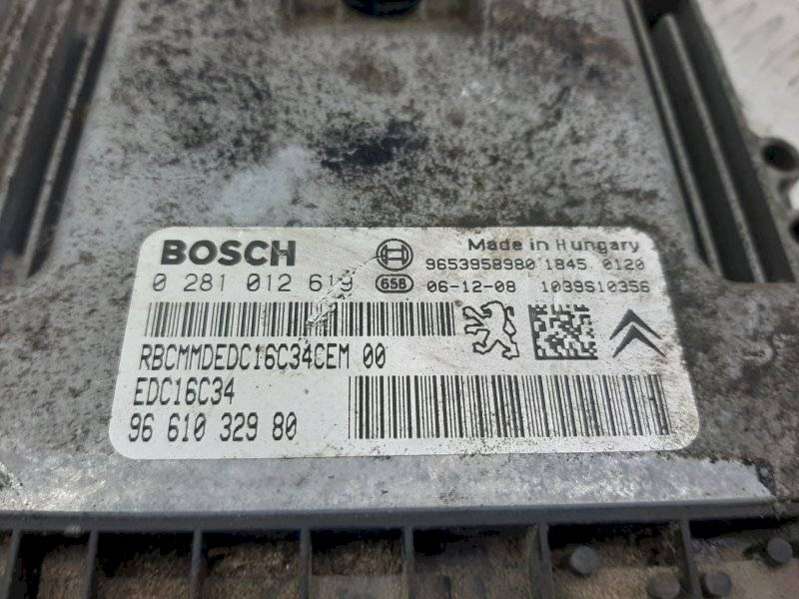 BOSCH
Made in Hungary
9653958980 1845 0120
0 281 012 619
658
06-12-08 1039S10356
RBCMMDEDC16C34CEM 00
EDC16C34
96 610 329 80